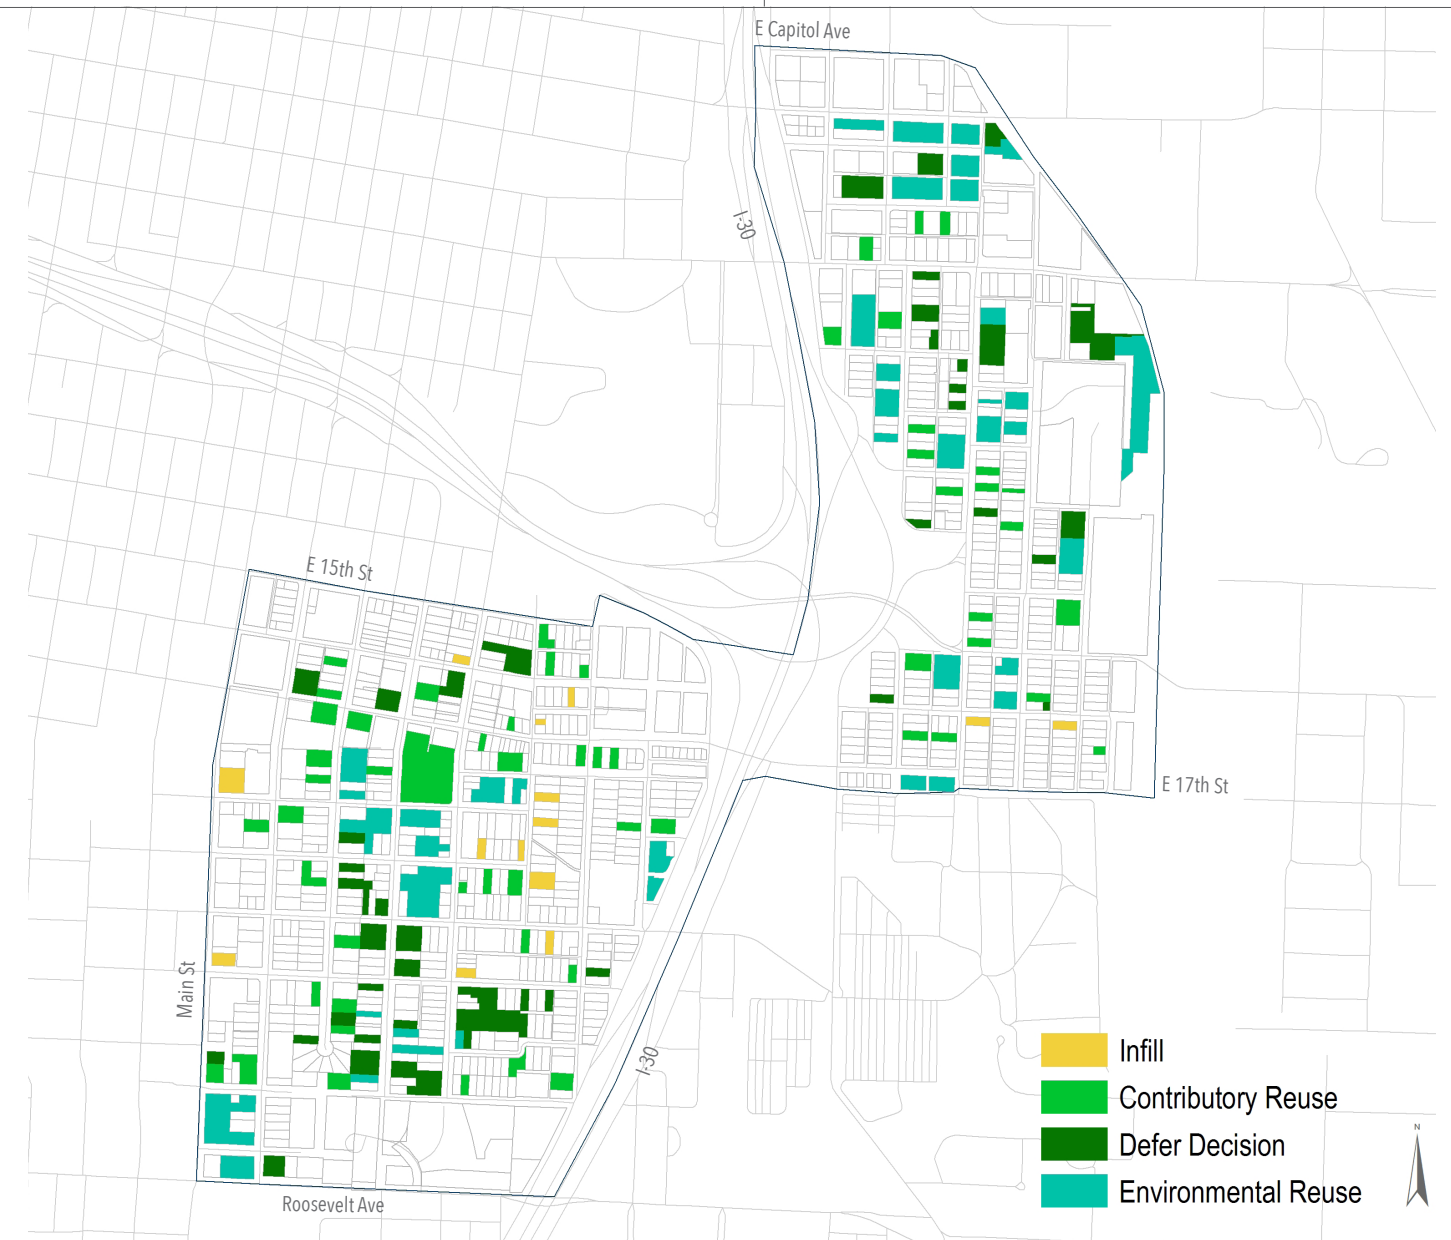 E Capitol Ave
I-30
E 15th St
E 17th St
Main St
I-30
Roosevelt Ave
Infill
Contributory Reuse
Defer Decision
Environmental Reuse
N